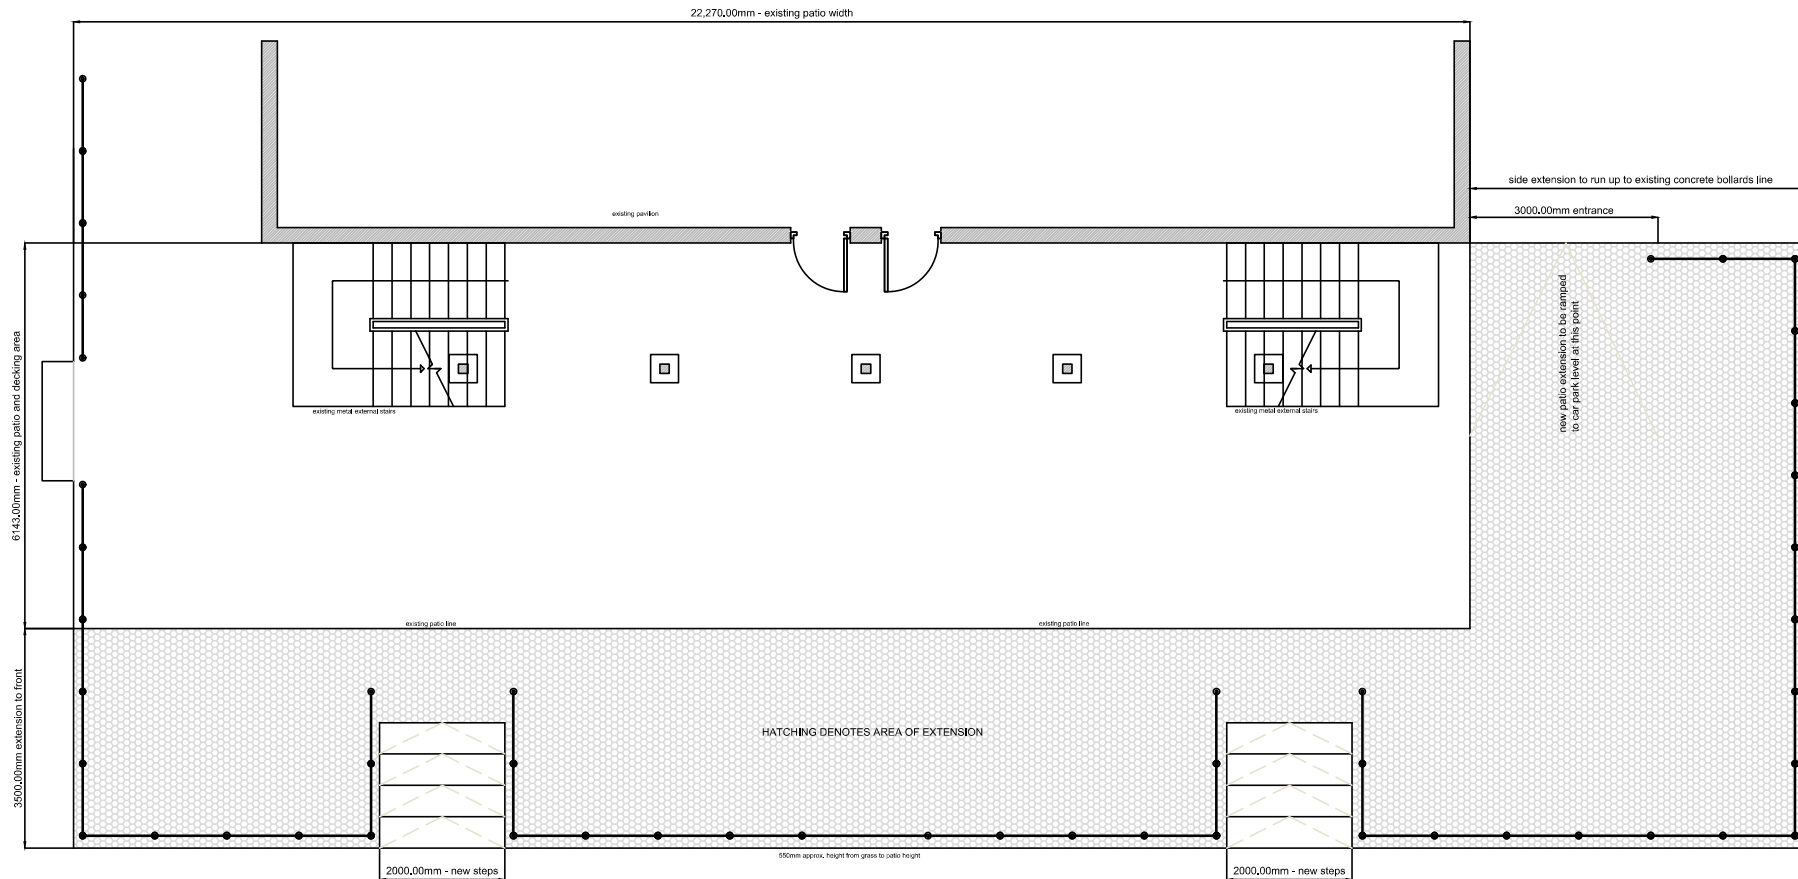 22,270.00mm - existing patio width
side extension to run up to existing concrete bollards line
existing pavilion
3000.00mm entrance
new patio extension to be ramped
to car park level at this point
6143.00mm - existing patio and decking area
existing metal external stairs
existing metal external stairs
existing patio line
existing patio line
3500.00mm extension to front
HATCHING DENOTES AREA OF EXTENSION
550mm approx. height from grass to patio height
2000.00mm - new steps
2000.00mm - new steps